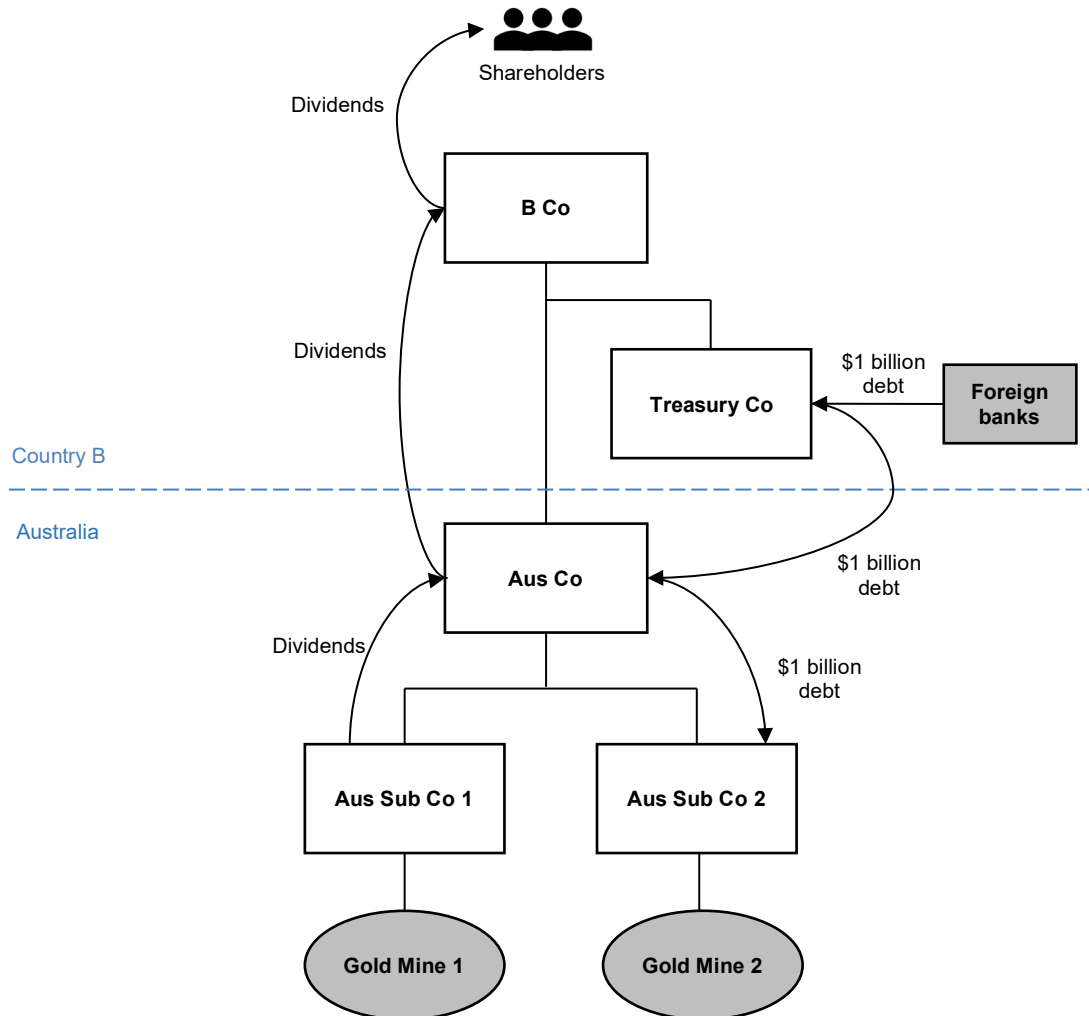 Shareholders
Dividends
B Co
Dividends
Treasury Co
$1 billion
debt
Foreign
banks
Country B
Australia
Aus Co
$1 billion
debt
Dividends
$1 billion
debt
Aus Sub Co 1
Aus Sub Co 2
Gold Mine 1
Gold Mine 2